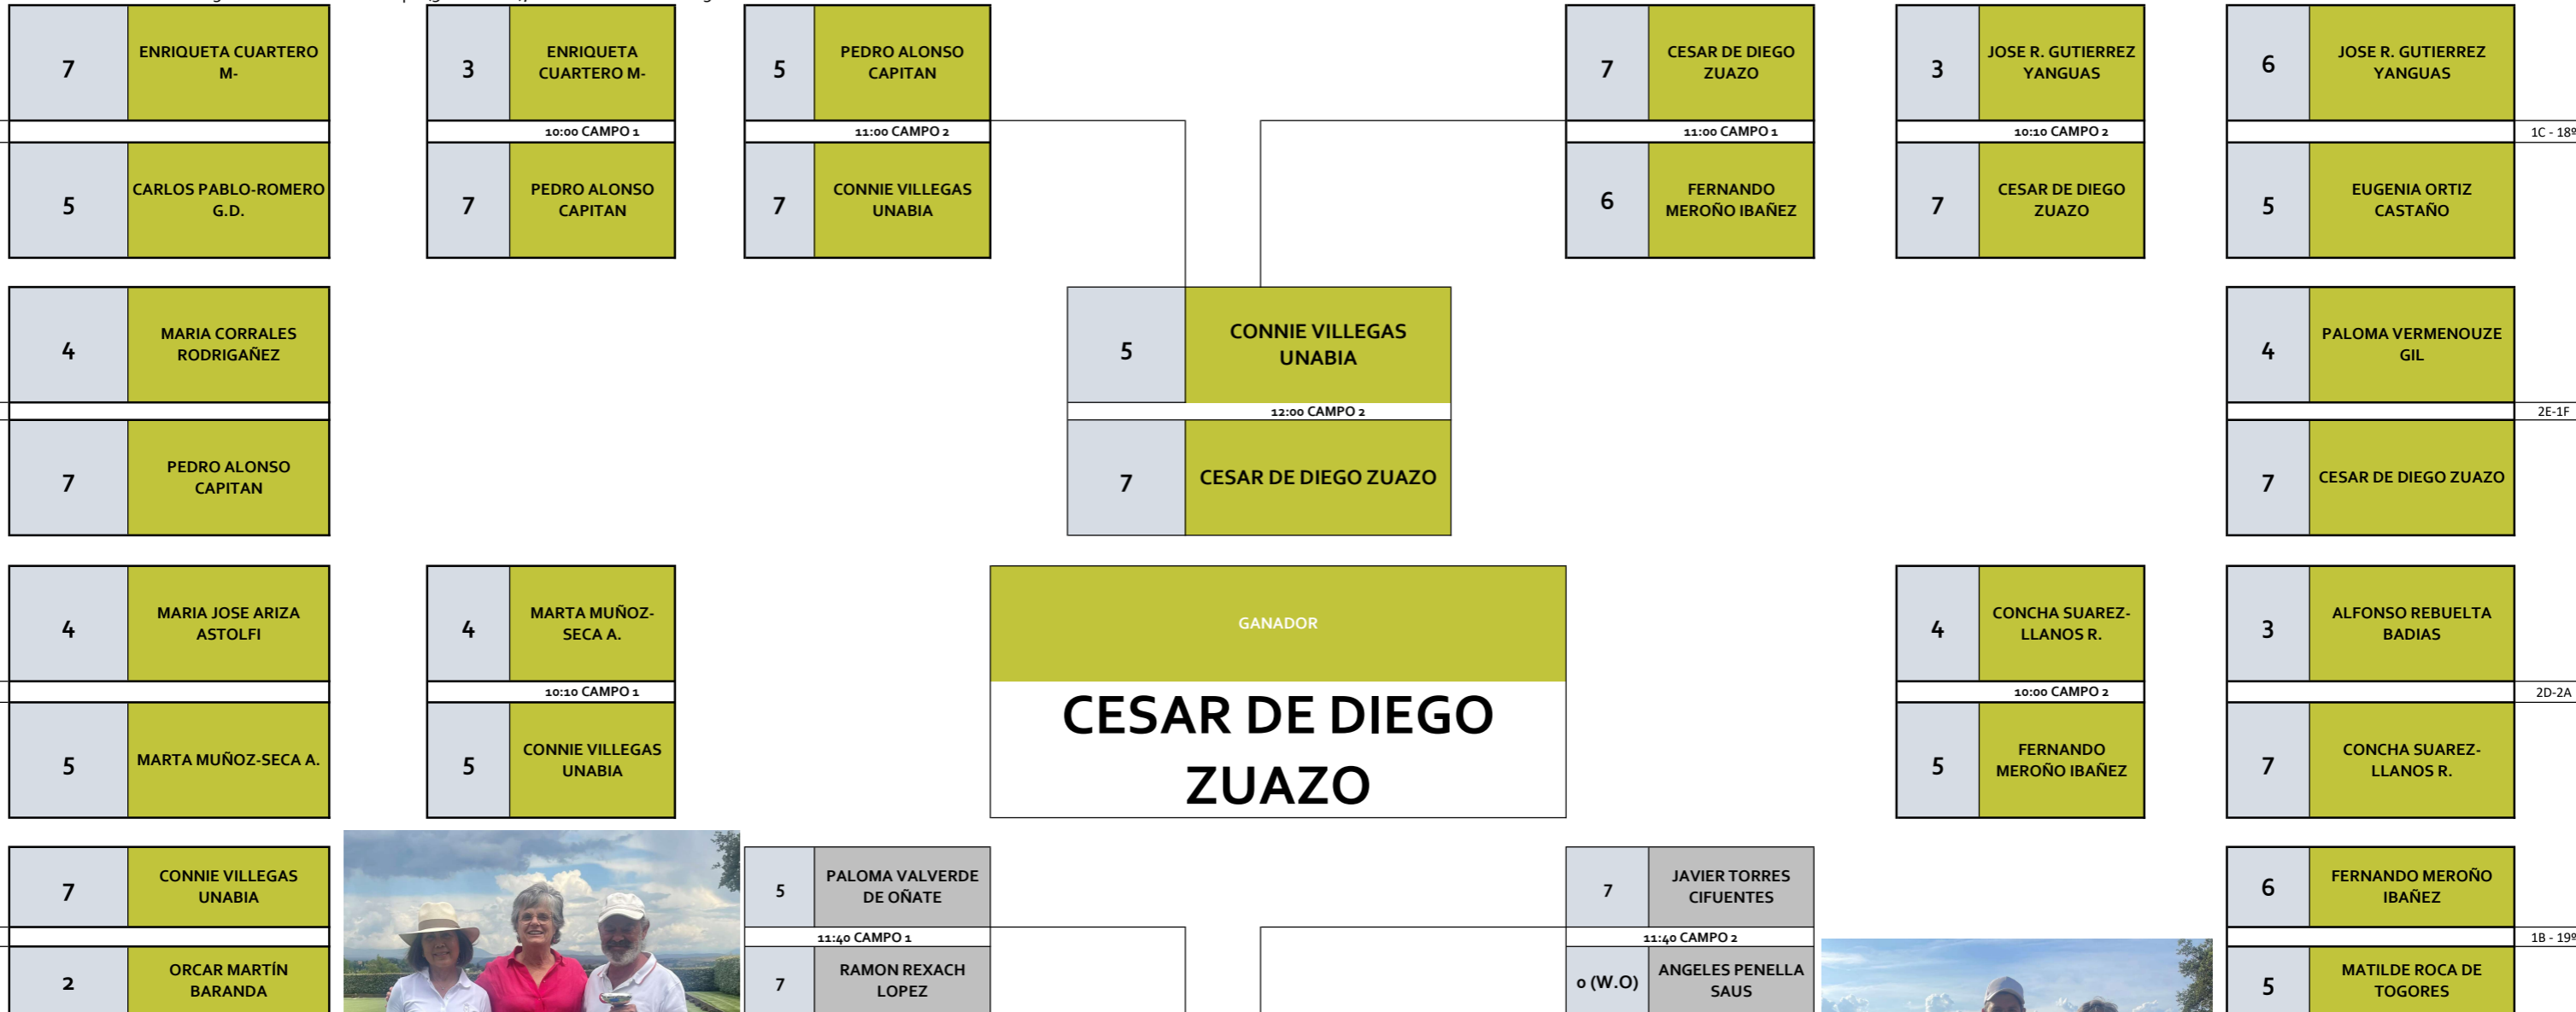 7
ENRIQUETA CUARTERO
M-
5
CARLOS PABLO-ROMERO
G.D.
3
ENRIQUETA
CUARTERO M-
10:00 CAMPO 1
7
PEDRO ALONSO
CAPITAN
5
PEDRO ALONSO
CAPITAN
11:00 CAMPO 2
7
CONNIE VILLEGAS
UNABIA
7
CESAR DE DIEGO
ZUAZO
11:00 CAMPO 1
6
FERNANDO
MEROÑO IBAÑEZ
3
JOSE R. GUTIERREZ
YANGUAS
10:10 CAMPO 2
7
CESAR DE DIEGO
ZUAZO
6
JOSE R. GUTIERREZ
YANGUAS
1C - 18º
5
EUGENIA ORTIZ
CASTAÑO
4
MARIA CORRALES
RODRIGAÑEZ
7
PEDRO ALONSO
CAPITAN
5
CONNIE VILLEGAS
UNABIA
12:00 CAMPO 2
7
CESAR DE DIEGO ZUAZO
4
PALOMA VERMENOUZE
GIL
2E-1F
7
CESAR DE DIEGO ZUAZO
4
MARIA JOSE ARIZA
ASTOLFI
5
MARTA MUÑOZ-SECA A.
4
MARTA MUÑOZ-
SECA A.
10:10 CAMPO 1
5
CONNIE VILLEGAS
UNABIA
GANADOR
CESAR DE DIEGO
ZUAZO
4
CONCHA SUAREZ-
LLANOS R.
10:00 CAMPO 2
5
FERNANDO
MEROÑO IBAÑEZ
3
ALFONSO REBUELTA
BADIAS
2D-2A
7
CONCHA SUAREZ-
LLANOS R.
7
CONNIE VILLEGAS
UNABIA
2
ORCAR MARTÍN
BARANDA
5
PALOMA VALVERDE
DE OÑATE
11:40 CAMPO 1
7
RAMON REXACH
LOPEZ
7
JAVIER TORRES
CIFUENTES
11:40 CAMPO 2
0 (W.O)
ANGELES PENELLA
SAUS
6
FERNANDO MEROÑO
IBAÑEZ
1B - 19º
5
MATILDE ROCA DE
TOGORES